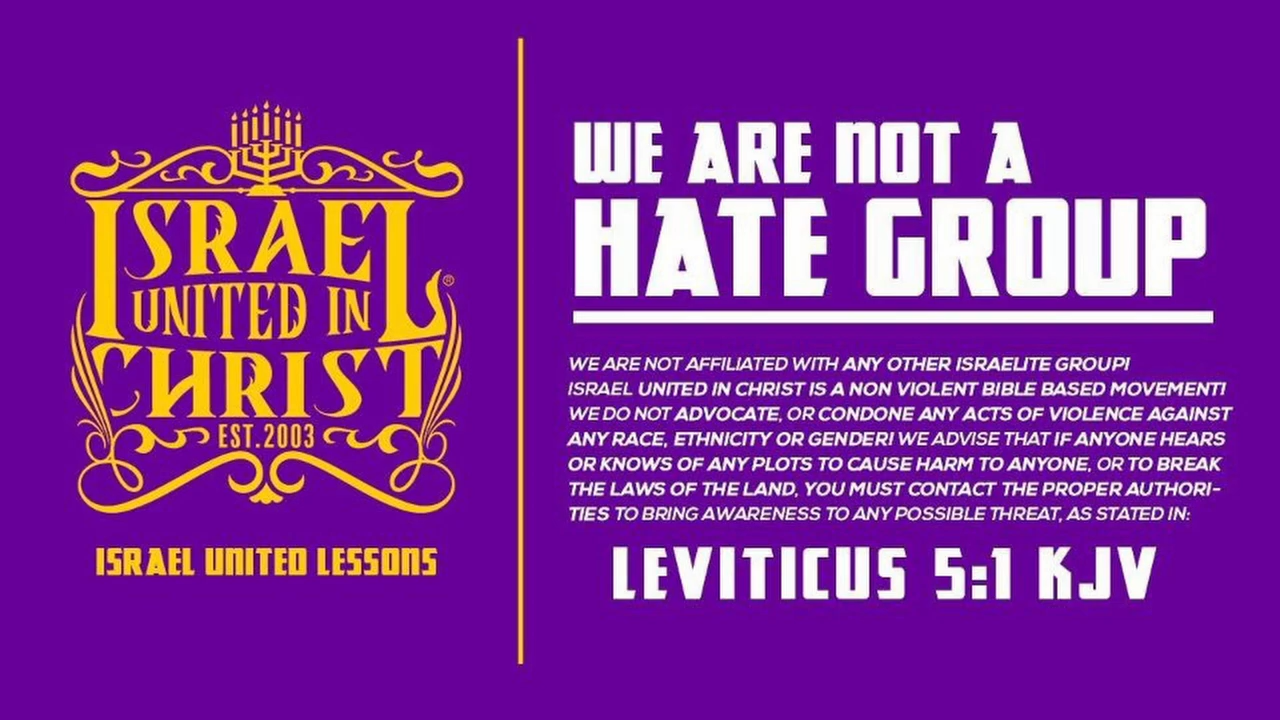 ISRAEL
UNITED IN
CHRIST
EST.2003
ISRAEL UNITED LESSONS
WE ARE NOT A
HATE GROUP
WE ARE NOT AFFILIATED WITH ANY OTHER ISRAELITE GROUP!
ISRAEL UNITED IN CHRIST IS A NON VIOLENT BIBLE BASED MOVEMENT!
WE DO NOT ADVOCATE, OR CONDONE ANY ACTS OF VIOLENCE AGAINST
ANY RACE, ETHNICITY OR GENDER! WE ADVISE THAT IF ANYONE HEARS
OR KNOWS OF ANY PLOTS TO CAUSE HARM TO ANYONE, OR TO BREAK
THE LAWS OF THE LAND, YOU MUST CONTACT THE PROPER AUTHORI-
TIES TO BRING AWARENESS TO ANY POSSIBLE THREAT, AS STATED IN:
LEVITICUS 5:1 KJV